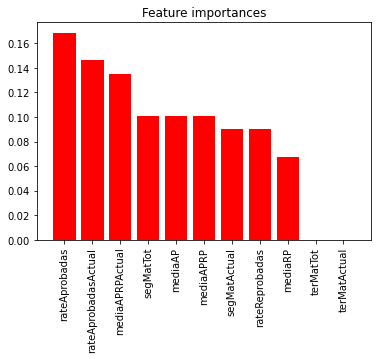 Feature importances
0.16
0.14
0.12
0.10
0.08
0.06
0.04
0.02
0.00
rateAprobadas
rateAprobadasActual
mediaAPRPActual
segMatTot
mediaAP
mediaAPRP
segMatActual
rateReprobadas
mediaRP
terMatTot
terMatActual